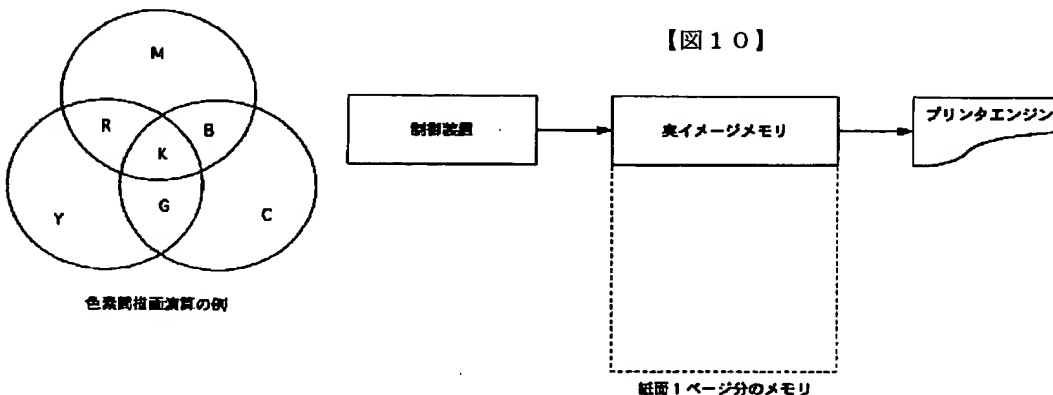 M
R
B
K
Y
G
C
色素間描画演算の例
【図１０】
制御装置
実イメージメモリ
プリンタエンジン
紙面１ページ分のメモリ